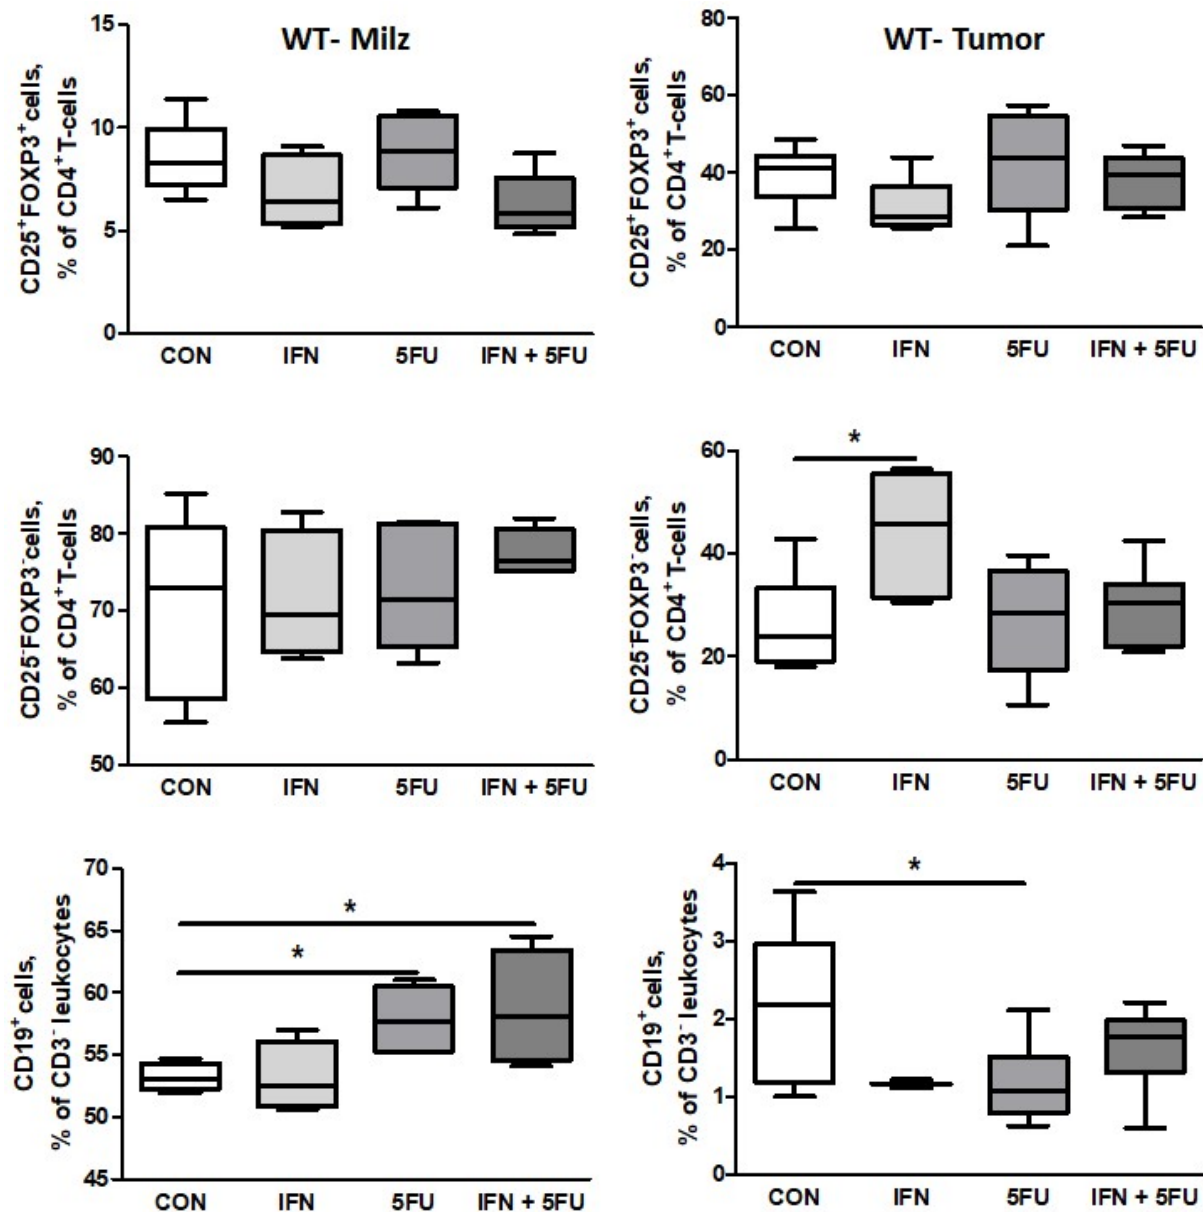 WT- Milz
CD25⁺FOXP3⁺cells,
% of CD4⁺T-cells
15
10
5
0
CON IFN 5FU IFN + 5FU
WT- Tumor
CD25⁺FOXP3⁺cells,
% of CD4⁺T-cells
80
60
40
20
0
CON IFN 5FU IFN + 5FU
CD25⁻FOXP3⁻cells,
% of CD4⁺T-cells
90
80
70
60
50
CON IFN 5FU IFN + 5FU
CD25⁻FOXP3⁻cells,
% of CD4⁺T-cells
60
40
20
0
*
CON IFN 5FU IFN + 5FU
CD19⁺cells,
% of CD3⁻leukocytes
70
65
60
55
50
45
*
*
CON IFN 5FU IFN + 5FU
CD19⁺cells,
% of CD3⁻leukocytes
4
3
2
1
0
*
CON IFN 5FU IFN + 5FU